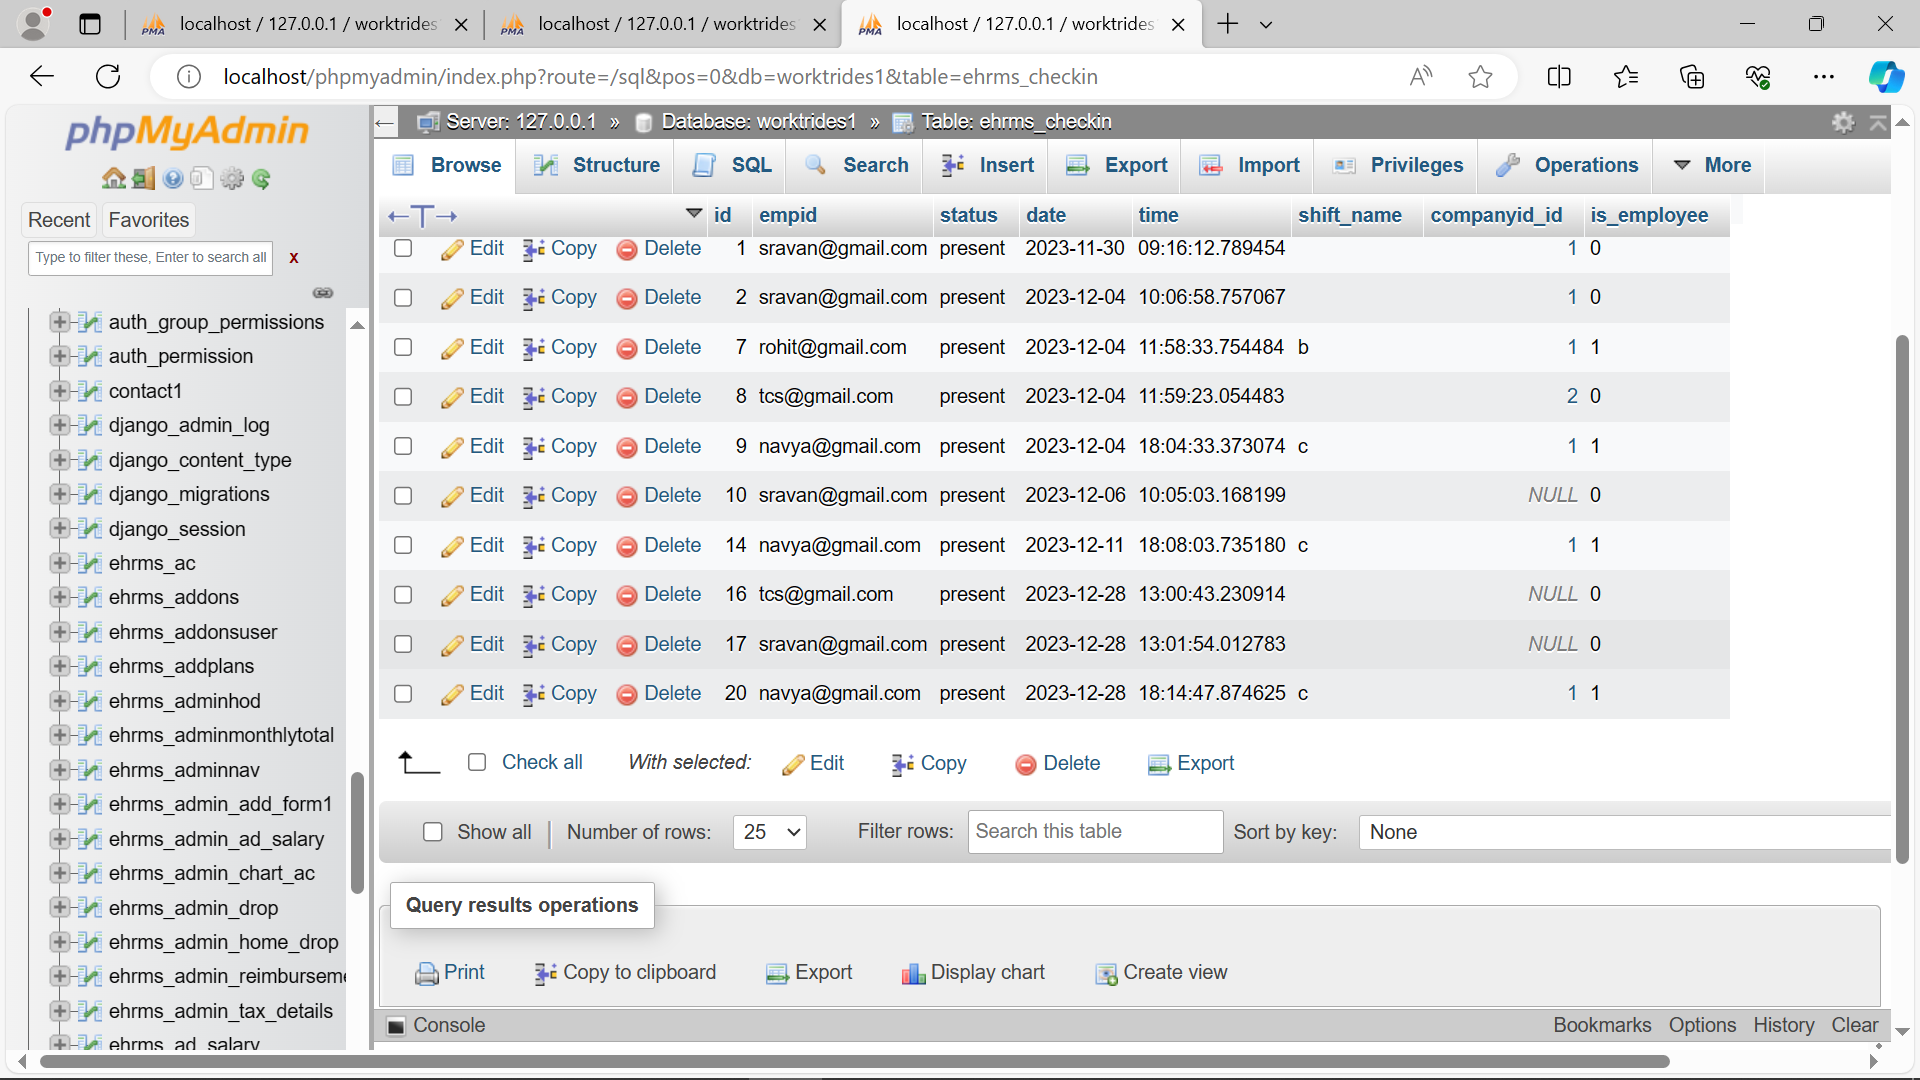 localhost / 127.0.0.1 / worktrides
localhost / 127.0.0.1 / worktrides
localhost / 127.0.0.1 / worktrides
localhost/phpmyadmin/index.php?route=/sql&pos=0&db=worktrides1&table=ehrms_checkin
phpMyAdmin
Recent Favorites
Type to filter these, Enter to search all X
auth_group_permissions
auth_permission
contact1
django_admin_log
django_content_type
django_migrations
django_session
ehrms_ac
ehrms_addons
ehrms_addonsuser
ehrms_addplans
ehrms_adminhod
ehrms_adminmonthlytotal
ehrms_adminnav
ehrms_admin_add_form1
ehrms_admin_ad_salary
ehrms_admin_chart_ac
ehrms_admin_drop
ehrms_admin_home_drop
ehrms_admin_reimburseme
ehrms_admin_tax_details
ehrms_ad_salary
Server: 127.0.0.1 » Database: worktrides1 » Table: ehrms_checkin
Browse Structure SQL Search Insert Export Import Privileges Operations More
id empid status date time shift_name companyid_id is_employee
Edit Copy Delete 1 sravan@gmail.com present 2023-11-30 09:16:12.789454 1 0
Edit Copy Delete 2 sravan@gmail.com present 2023-12-04 10:06:58.757067 1 0
Edit Copy Delete 7 rohit@gmail.com present 2023-12-04 11:58:33.754484 b 1 1
Edit Copy Delete 8 tcs@gmail.com present 2023-12-04 11:59:23.054483 2 0
Edit Copy Delete 9 navya@gmail.com present 2023-12-04 18:04:33.373074 c 1 1
Edit Copy Delete 10 sravan@gmail.com present 2023-12-06 10:05:03.168199 NULL 0
Edit Copy Delete 14 navya@gmail.com present 2023-12-11 18:08:03.735180 c 1 1
Edit Copy Delete 16 tcs@gmail.com present 2023-12-28 13:00:43.230914 NULL 0
Edit Copy Delete 17 sravan@gmail.com present 2023-12-28 13:01:54.012783 NULL 0
Edit Copy Delete 20 navya@gmail.com present 2023-12-28 18:14:47.874625 c 1 1
Check all With selected: Edit Copy Delete Export
Show all Number of rows: 25 Filter rows: Search this table Sort by key: None
Query results operations
Print Copy to clipboard Export Display chart Create view
Console Bookmarks Options History Clear